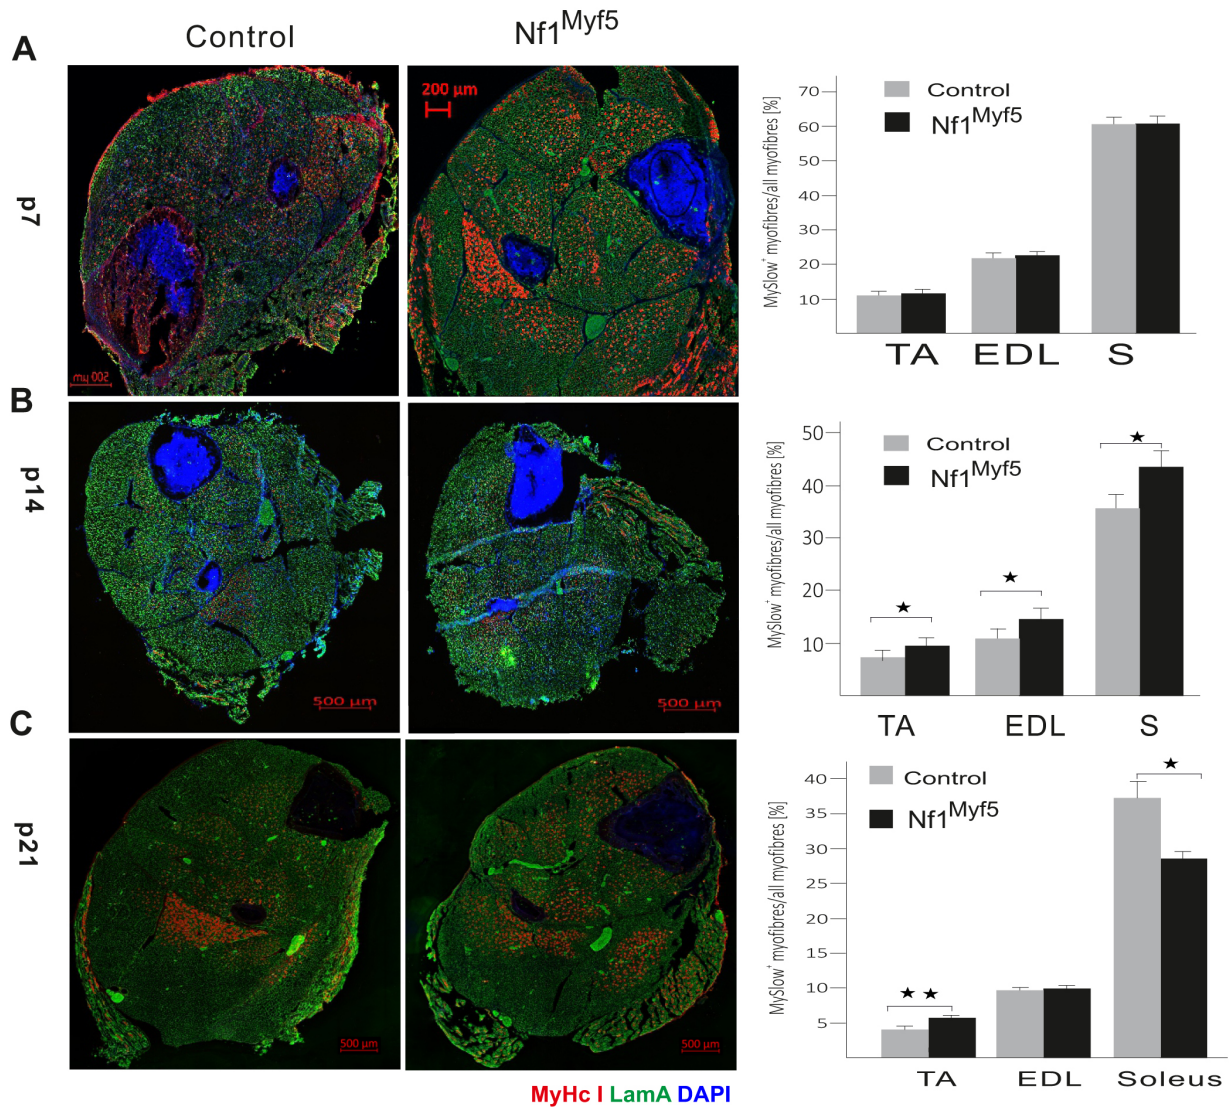 Control
Nf1Myf5
A
p7
200 µm
500 µm
MySlow+ myofibres/all myofibres [%]
70
60
50
40
30
20
10
Control
Nf1Myf5
TA EDL S
B
p14
500 µm
500 µm
MySlow+ myofibres/all myofibres [%]
50
40
30
20
10
Control
Nf1Myf5
★ ★ ★
TA EDL S
C
p21
500 µm
500 µm
MySlow+ myofibres/all myofibres [%]
40
35
30
25
20
15
10
5
Control
Nf1Myf5
★ ★ ★
TA EDL Soleus
MyHc I LamA DAPI